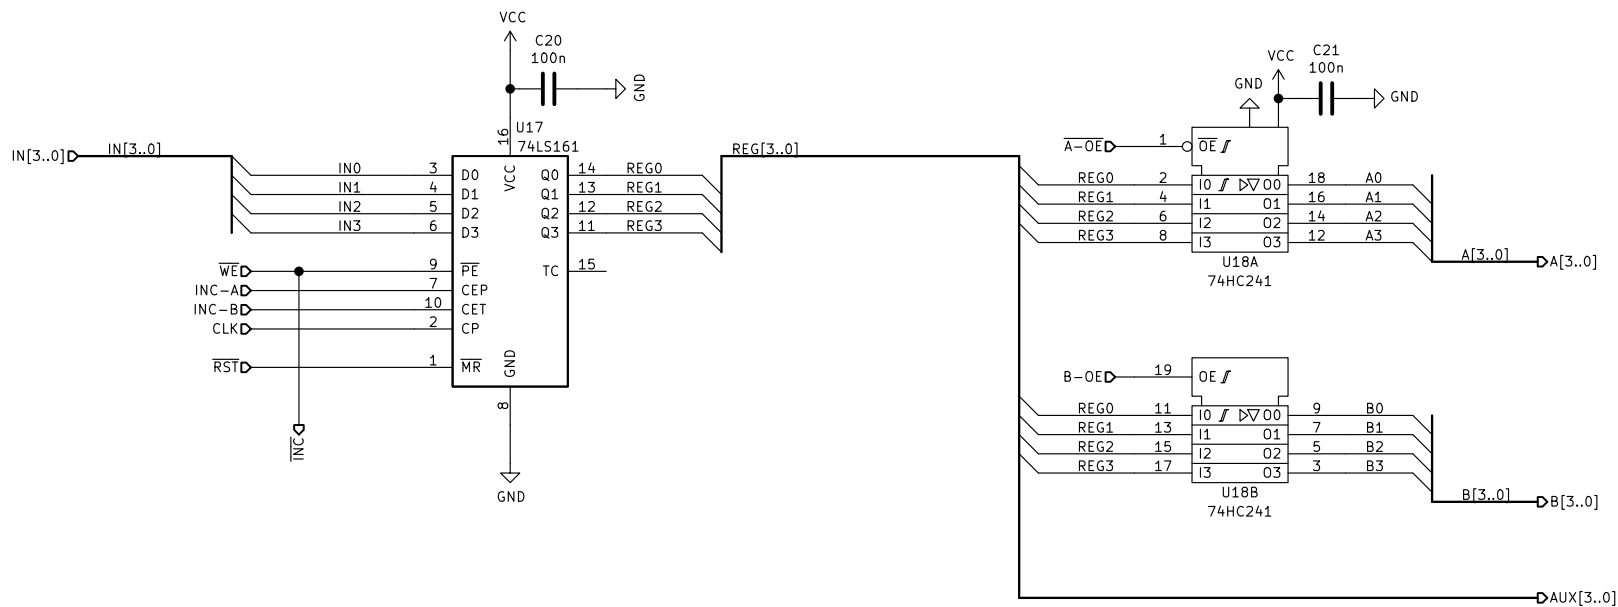 VCC
C20
100n
GND
16
U17
74LS161
VCC
IN[3..0]
IN[3..0]
IN0
3
D0
Q0
14
REG0
IN1
4
D1
Q1
13
REG1
IN2
5
D2
Q2
12
REG2
IN3
6
D3
Q3
11
REG3
WE
9
PE
TC
15
INC-A
7
CEP
INC-B
10
CET
CLK
2
CP
RST
1
MR
GND
8
INC
GND
REG[3..0]
C21
100n
VCC
GND
GND
A-OE
1
OE
REG0
2
I0
O0
18
A0
REG1
4
I1
O1
16
A1
REG2
6
I2
O2
14
A2
REG3
8
I3
O3
12
A3
U18A
74HC241
A[3..0]
A[3..0]
B-OE
19
OE
REG0
11
I0
O0
9
B0
REG1
13
I1
O1
7
B1
REG2
15
I2
O2
5
B2
REG3
17
I3
O3
3
B3
U18B
74HC241
B[3..0]
B[3..0]
AUX[3..0]